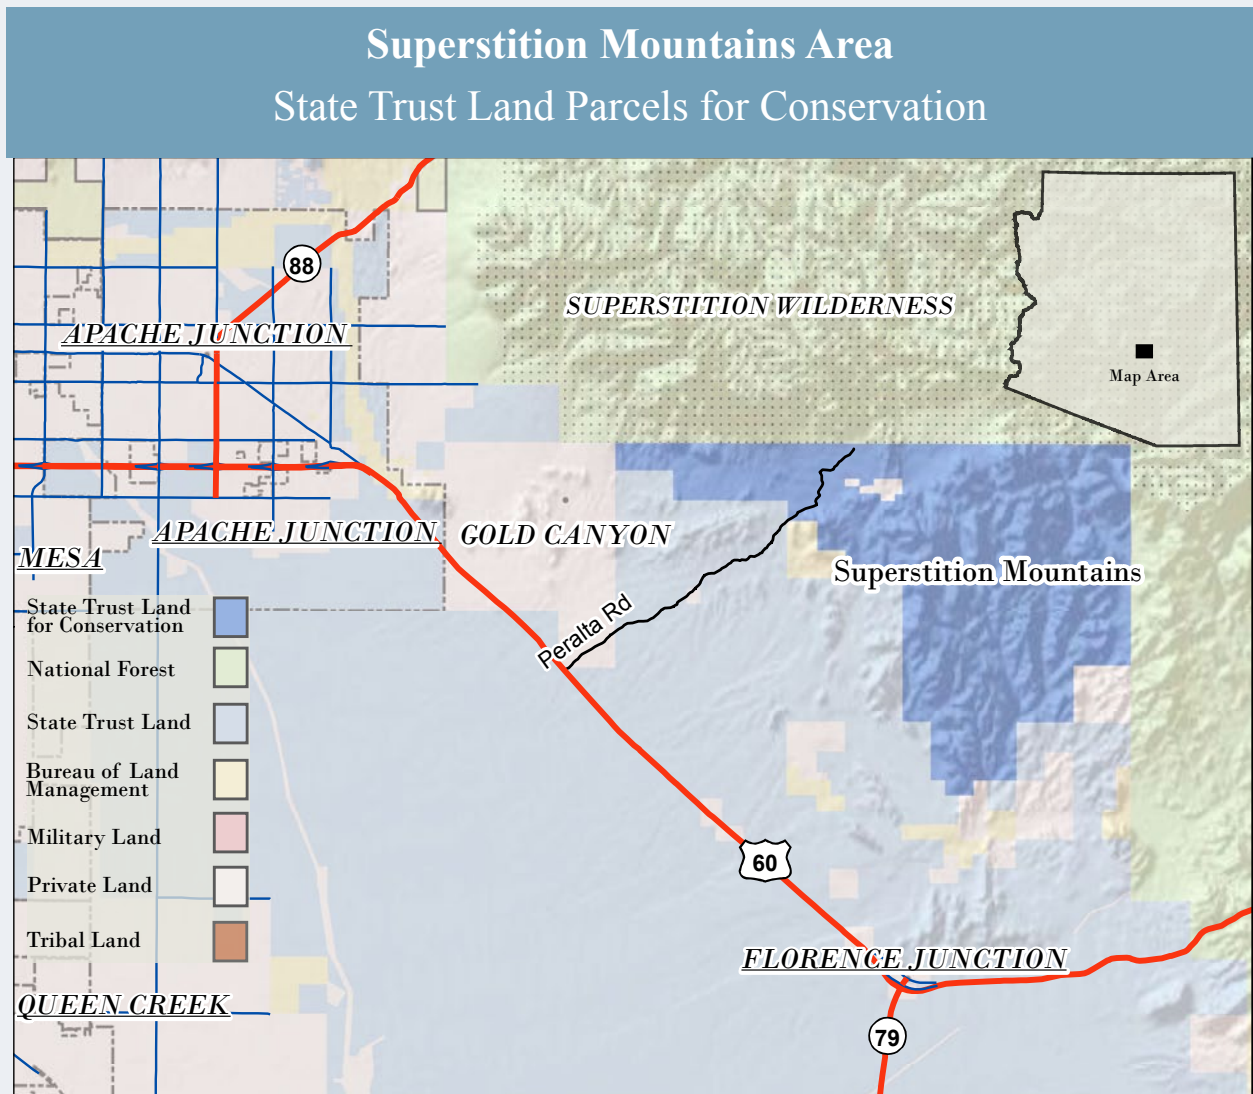 Superstition Mountains Area
State Trust Land Parcels for Conservation
88
SUPERSTITION WILDERNESS
APACHE JUNCTION
Map Area
APACHE JUNCTION
GOLD CANYON
MESA
Superstition Mountains
Peralta Rd
State Trust Land
for Conservation
National Forest
State Trust Land
Bureau of Land
Management
Military Land
Private Land
Tribal Land
60
FLORENCE JUNCTION
QUEEN CREEK
79